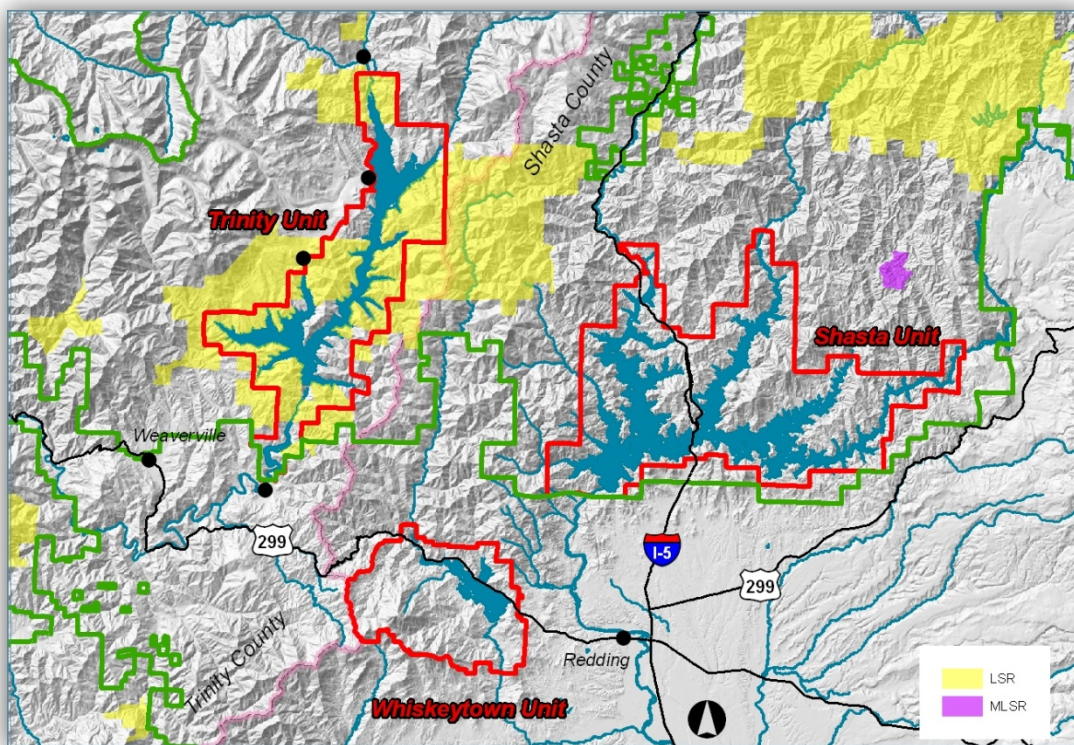 Shasta County
Trinity Unit
Shasta Unit
Weaverville
299
I-5
299
Redding
Trinity County
Whiskeytown Unit
LSR
MLSR